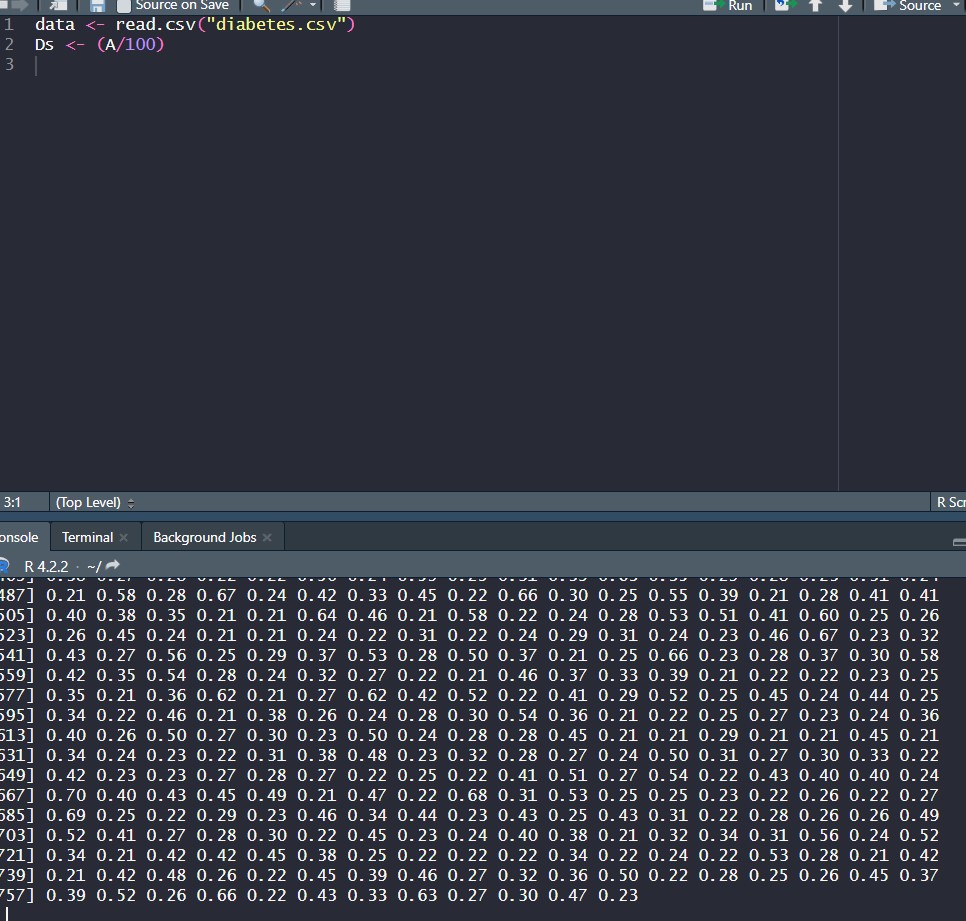 Source on Save
Run
Source
1 data <- read.csv("diabetes.csv")
2 Ds <- (A/100)
3
3:1 (Top Level) R Scr
onsole Terminal Background Jobs
R 4.2.2 · ~/
487] 0.21 0.58 0.28 0.67 0.24 0.42 0.33 0.45 0.22 0.66 0.30 0.25 0.55 0.39 0.21 0.28 0.41 0.41
505] 0.40 0.38 0.35 0.21 0.21 0.64 0.46 0.21 0.58 0.22 0.24 0.28 0.53 0.51 0.41 0.60 0.25 0.26
523] 0.26 0.45 0.24 0.21 0.21 0.24 0.22 0.31 0.22 0.24 0.29 0.31 0.24 0.23 0.46 0.67 0.23 0.32
541] 0.43 0.27 0.56 0.25 0.29 0.37 0.53 0.28 0.50 0.37 0.21 0.25 0.66 0.23 0.28 0.37 0.30 0.58
559] 0.42 0.35 0.54 0.28 0.24 0.32 0.27 0.22 0.21 0.46 0.37 0.33 0.39 0.21 0.22 0.22 0.23 0.25
577] 0.35 0.21 0.36 0.62 0.21 0.27 0.62 0.42 0.52 0.22 0.41 0.29 0.52 0.25 0.45 0.24 0.44 0.25
595] 0.34 0.22 0.46 0.21 0.38 0.26 0.24 0.28 0.30 0.54 0.36 0.21 0.22 0.25 0.27 0.23 0.24 0.36
613] 0.40 0.26 0.50 0.27 0.30 0.23 0.50 0.24 0.28 0.28 0.45 0.21 0.21 0.29 0.21 0.21 0.45 0.21
631] 0.34 0.24 0.23 0.22 0.31 0.38 0.48 0.23 0.32 0.28 0.27 0.24 0.50 0.31 0.27 0.30 0.33 0.22
649] 0.42 0.23 0.23 0.27 0.28 0.27 0.22 0.25 0.22 0.41 0.51 0.27 0.54 0.22 0.43 0.40 0.40 0.24
667] 0.70 0.40 0.43 0.45 0.49 0.21 0.47 0.22 0.68 0.31 0.53 0.25 0.25 0.23 0.22 0.26 0.22 0.27
685] 0.69 0.25 0.22 0.29 0.23 0.46 0.34 0.44 0.23 0.43 0.25 0.43 0.31 0.22 0.28 0.26 0.26 0.49
703] 0.52 0.41 0.27 0.28 0.30 0.22 0.45 0.23 0.24 0.40 0.38 0.21 0.32 0.34 0.31 0.56 0.24 0.52
721] 0.34 0.21 0.42 0.42 0.45 0.38 0.25 0.22 0.22 0.22 0.34 0.22 0.24 0.22 0.53 0.28 0.21 0.42
739] 0.21 0.42 0.48 0.26 0.22 0.45 0.39 0.46 0.27 0.32 0.36 0.50 0.22 0.28 0.25 0.26 0.45 0.37
757] 0.39 0.52 0.26 0.66 0.22 0.43 0.33 0.63 0.27 0.30 0.47 0.23